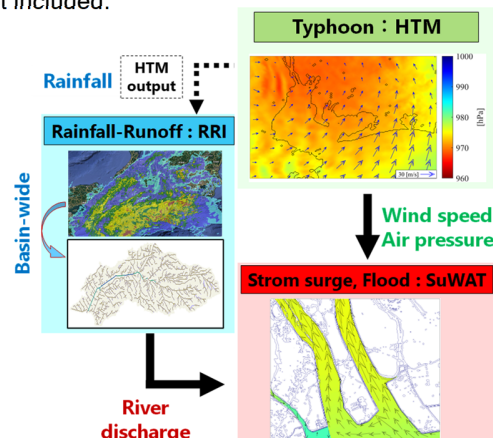 t included.
Typhoon：HTM
Rainfall
HTM
output
1000
990
980
970
960
[hPa]
30 [m/s]
Rainfall-Runoff : RRI
Basin-wide
Wind speed
Air pressure
Strom surge, Flood : SuWAT
River
discharge